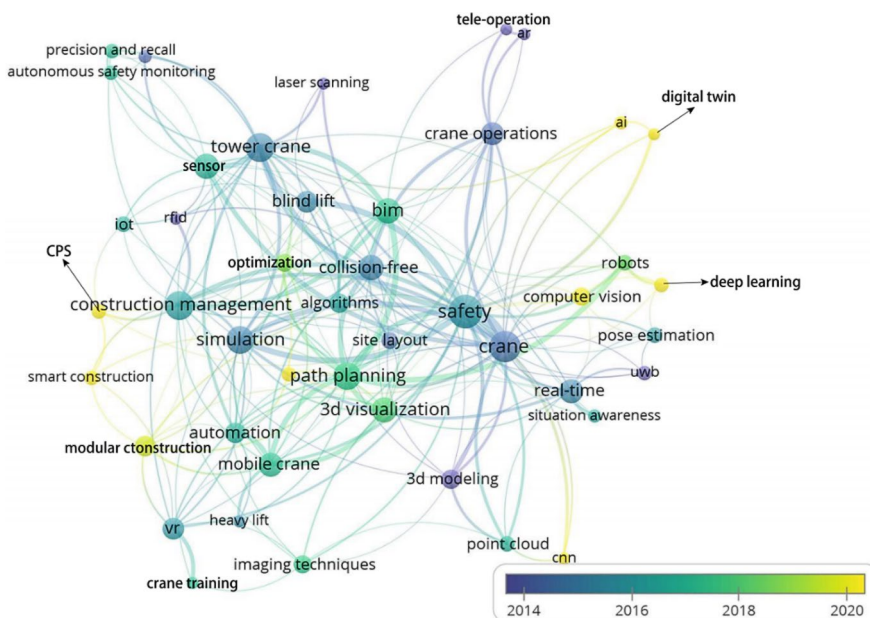 tele-operation
ar
precision and recall
autonomous safety monitoring
laser scanning
digital twin
ai
crane operations
tower crane
sensor
blind lift
bim
iot
rfid
CPS
optimization
collision-free
robots
deep learning
construction management
algorithms
safety
computer vision
simulation
site layout
crane
pose estimation
smart construction
path planning
uwb
real-time
3d visualization
situation awareness
automation
modular ctonstruction
mobile crane
3d modeling
vr
heavy lift
point cloud
cnn
imaging techniques
crane training
2014
2016
2018
2020